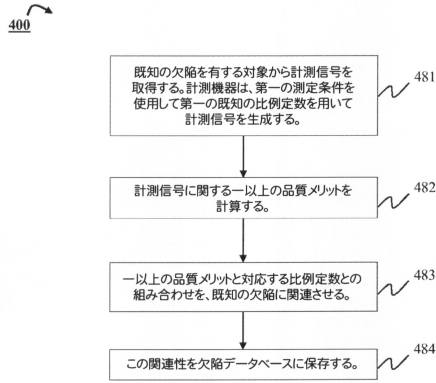 400
既知の欠陥を有する対象から計測信号を
取得する。計測機器は、第一の測定条件を
使用して第一の既知の比例定数を用いて
計測信号を生成する。
481
計測信号に関する一以上の品質メリットを
計算する。
482
一以上の品質メリットと対応する比例定数との
組み合わせを、既知の欠陥に関連させる。
483
この関連性を欠陥データベースに保存する。
484